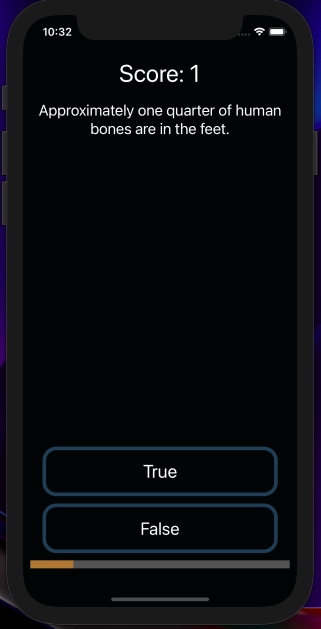 10:32
Score: 1
Approximately one quarter of human
bones are in the feet.
True
False